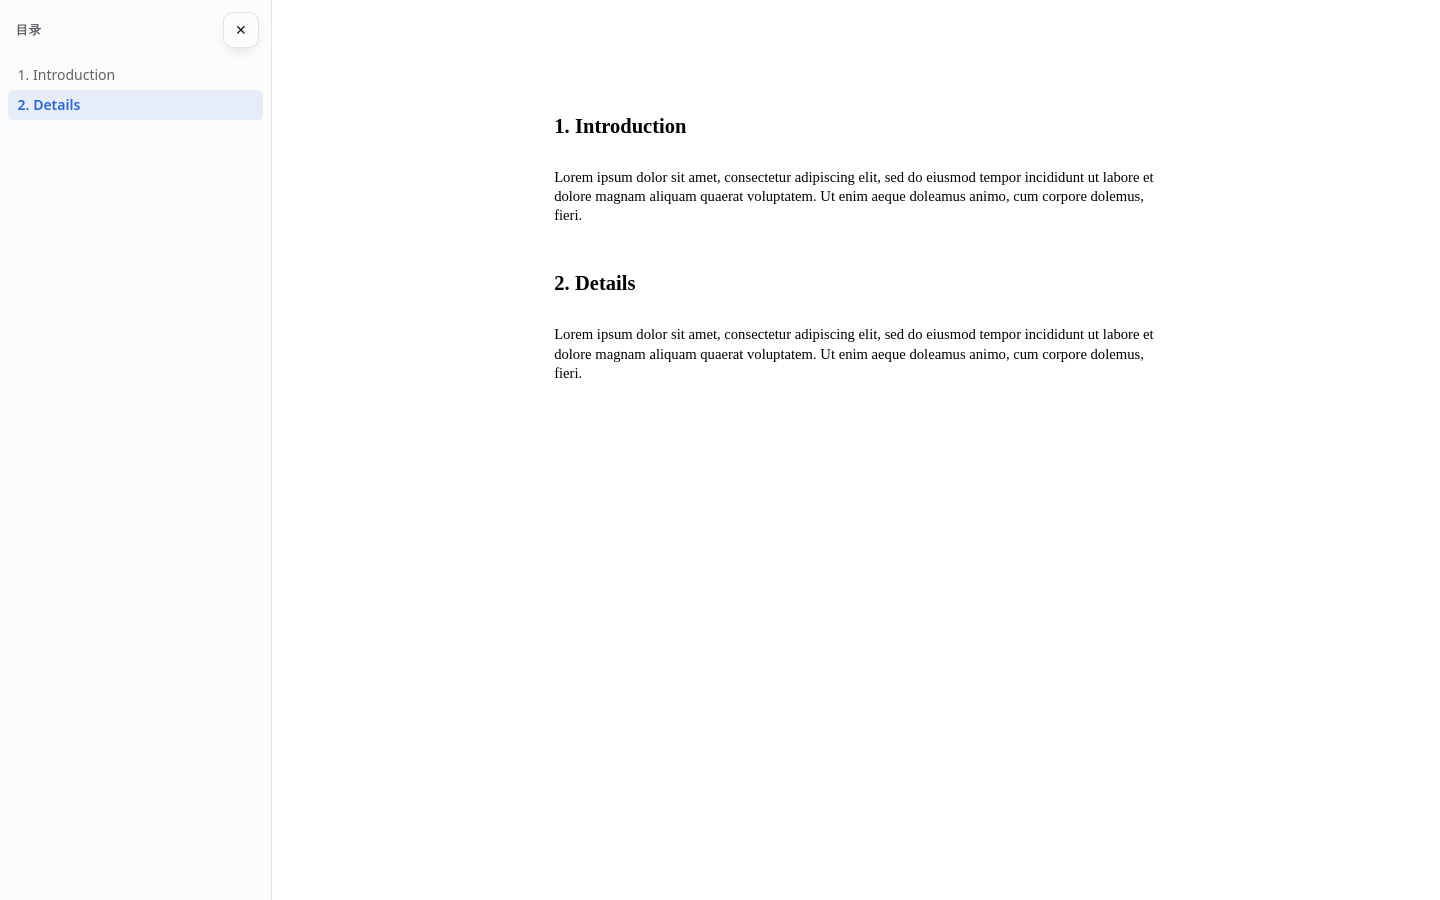 目录
✕
1. Introduction
2. Details
1. Introduction
Lorem ipsum dolor sit amet, consectetur adipiscing elit, sed do eiusmod tempor incididunt ut labore et
dolore magnam aliquam quaerat voluptatem. Ut enim aeque doleamus animo, cum corpore dolemus,
fieri.
2. Details
Lorem ipsum dolor sit amet, consectetur adipiscing elit, sed do eiusmod tempor incididunt ut labore et
dolore magnam aliquam quaerat voluptatem. Ut enim aeque doleamus animo, cum corpore dolemus,
fieri.